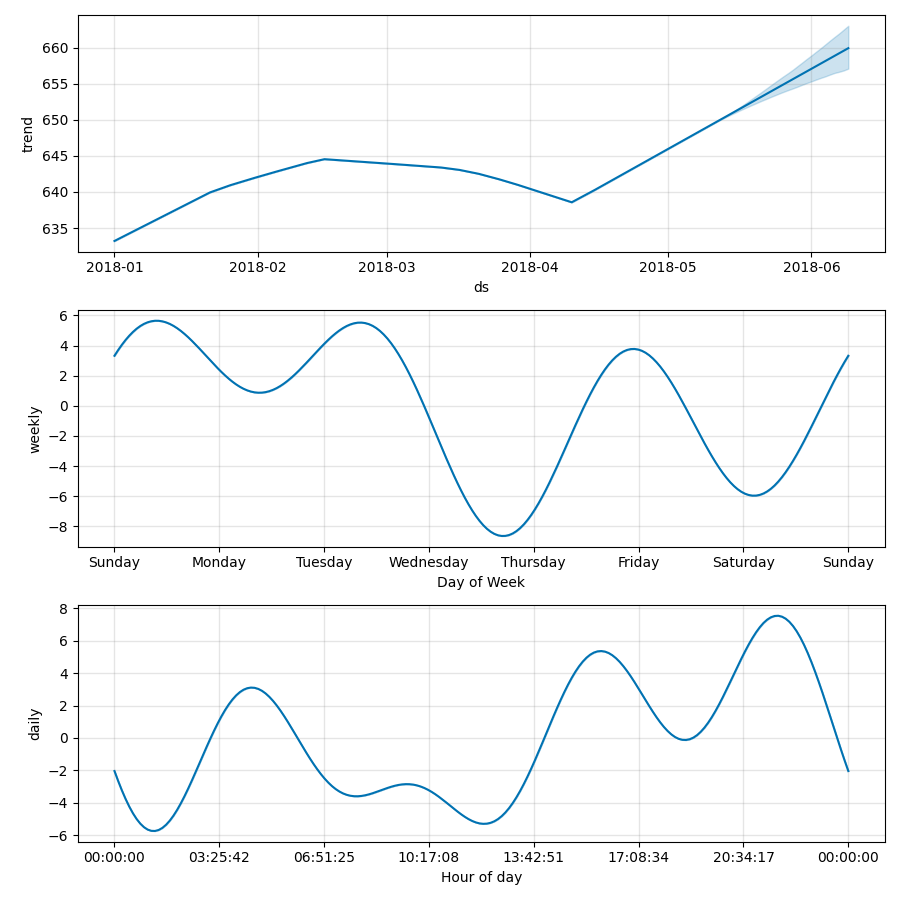 trend
660
655
650
645
640
635
2018-01 2018-02 2018-03 2018-04 2018-05 2018-06
ds
weekly
6
4
2
0
−2
−4
−6
−8
Sunday Monday Tuesday Wednesday Thursday Friday Saturday Sunday
Day of Week
daily
8
6
4
2
0
−2
−4
−6
00:00:00 03:25:42 06:51:25 10:17:08 13:42:51 17:08:34 20:34:17 00:00:00
Hour of day